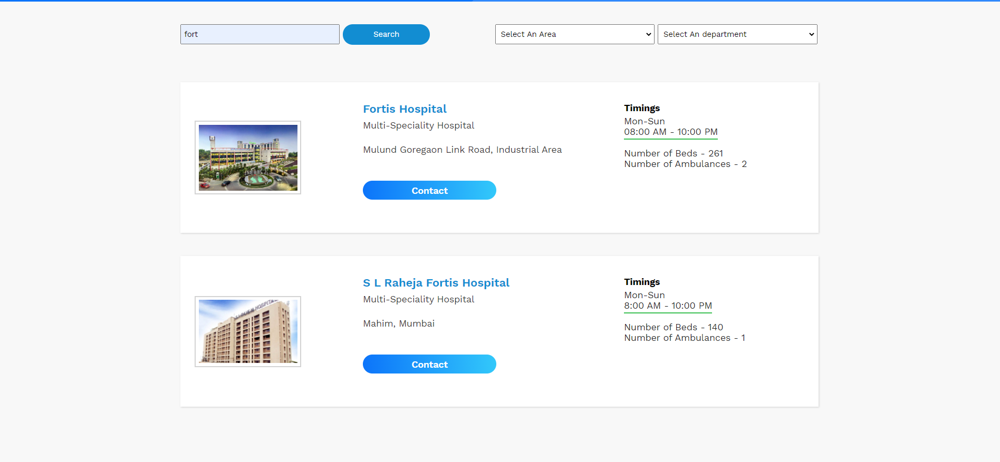 fort
Search
Select An Area
Select An department
Fortis Hospital
Multi-Speciality Hospital
Mulund Goregaon Link Road, Industrial Area
Contact
Timings
Mon-Sun
08:00 AM - 10:00 PM
Number of Beds - 261
Number of Ambulances - 2
HOSPITAL
S L Raheja Fortis Hospital
Multi-Speciality Hospital
Mahim, Mumbai
Contact
Timings
Mon-Sun
8:00 AM - 10:00 PM
Number of Beds - 140
Number of Ambulances - 1